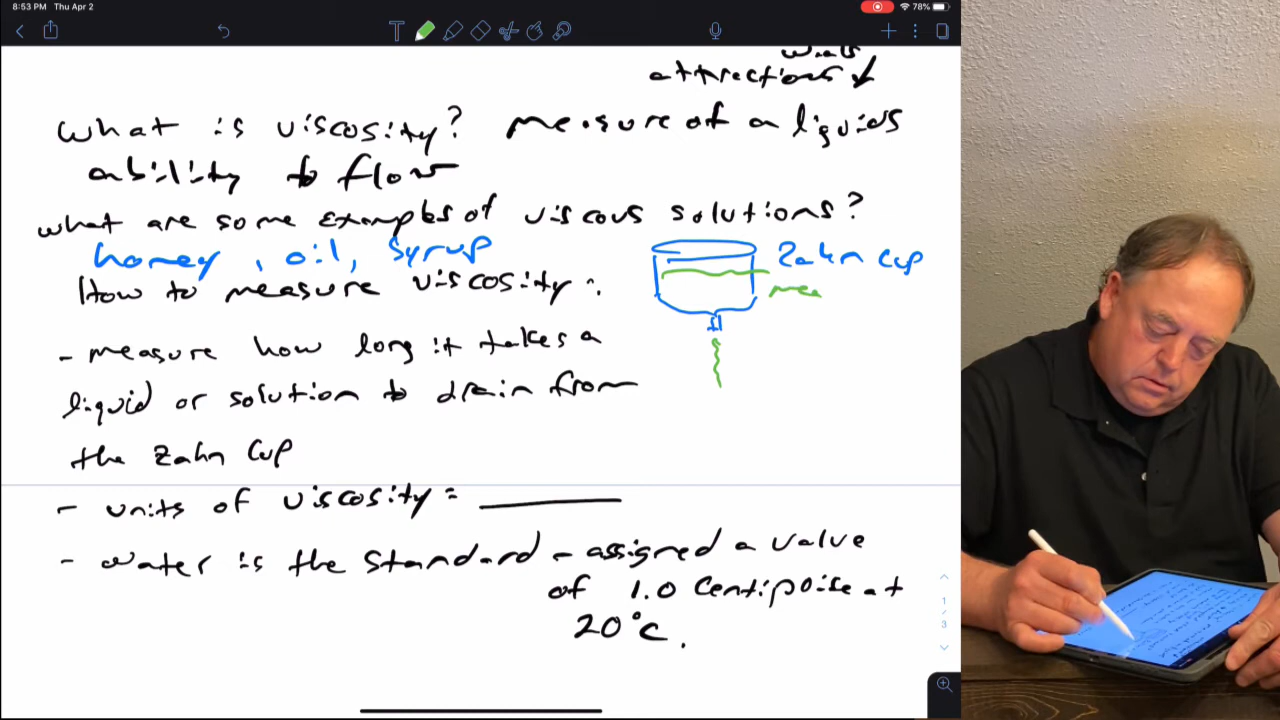 8:53 PM Thu Apr 2
78%
T
attractions ↓
What is viscosity? measure of a liquids
ability to flow
what are some examples of viscous solutions?
honey, oil, syrup
Zahn Cup
How to measure viscosity:
mea
- measure how long it takes a
liquid or solution to drain from
the Zahn Cup
- units of viscosity =
- water is the standard - assigned a value
of 1.0 Centipoise at
20°C.
1
/
3